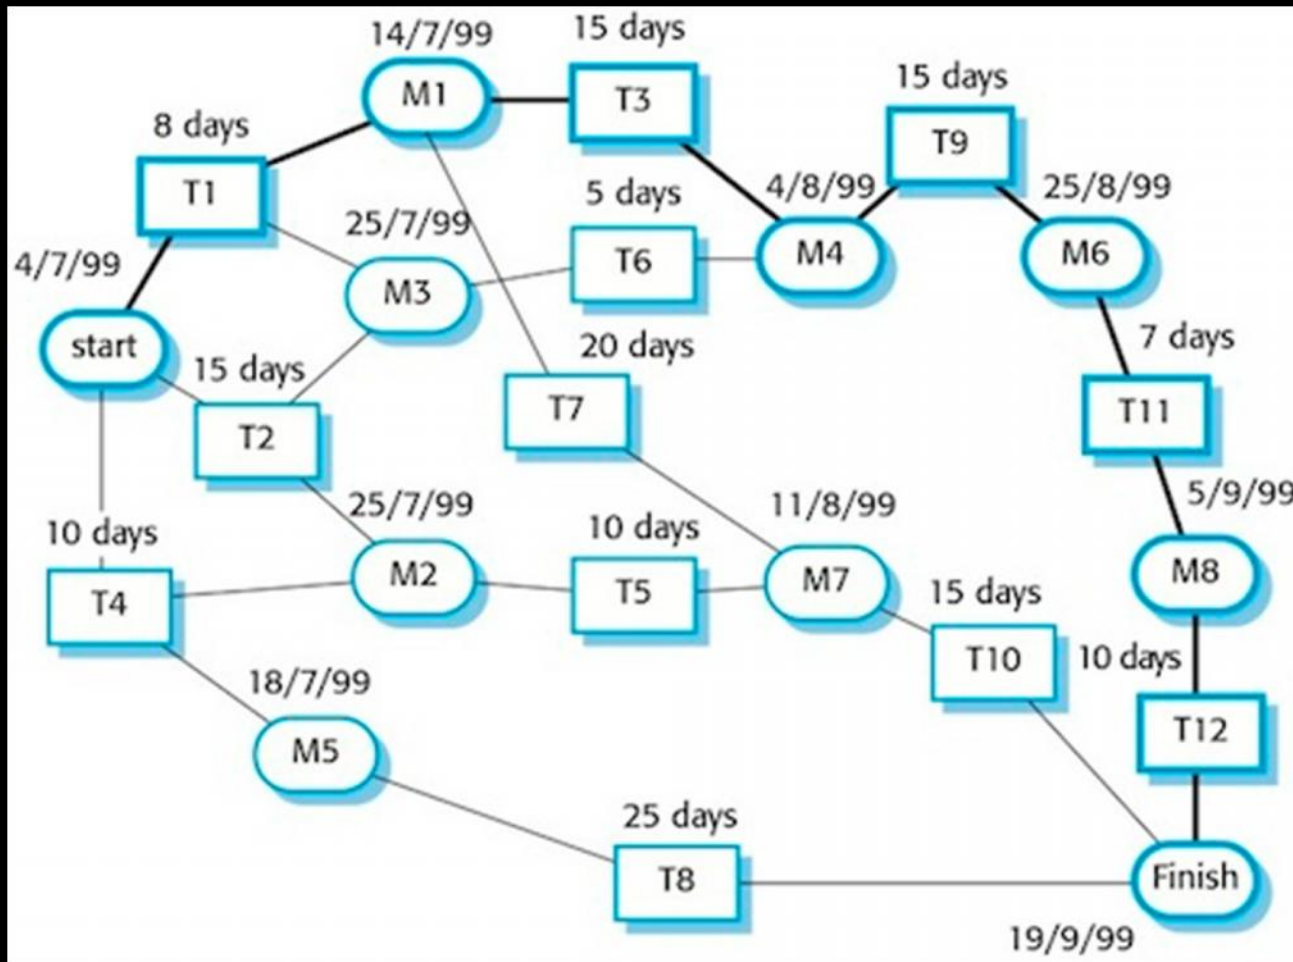 14/7/99
15 days
M1
T3
15 days
8 days
T9
T1
5 days
4/8/99
25/8/99
25/7/99
4/7/99
M3
T6
M4
M6
start
15 days
20 days
7 days
T2
T7
T11
25/7/99
11/8/99
5/9/99
10 days
10 days
M2
T5
M7
M8
T4
15 days
T10
10 days
18/7/99
T12
M5
25 days
T8
Finish
19/9/99